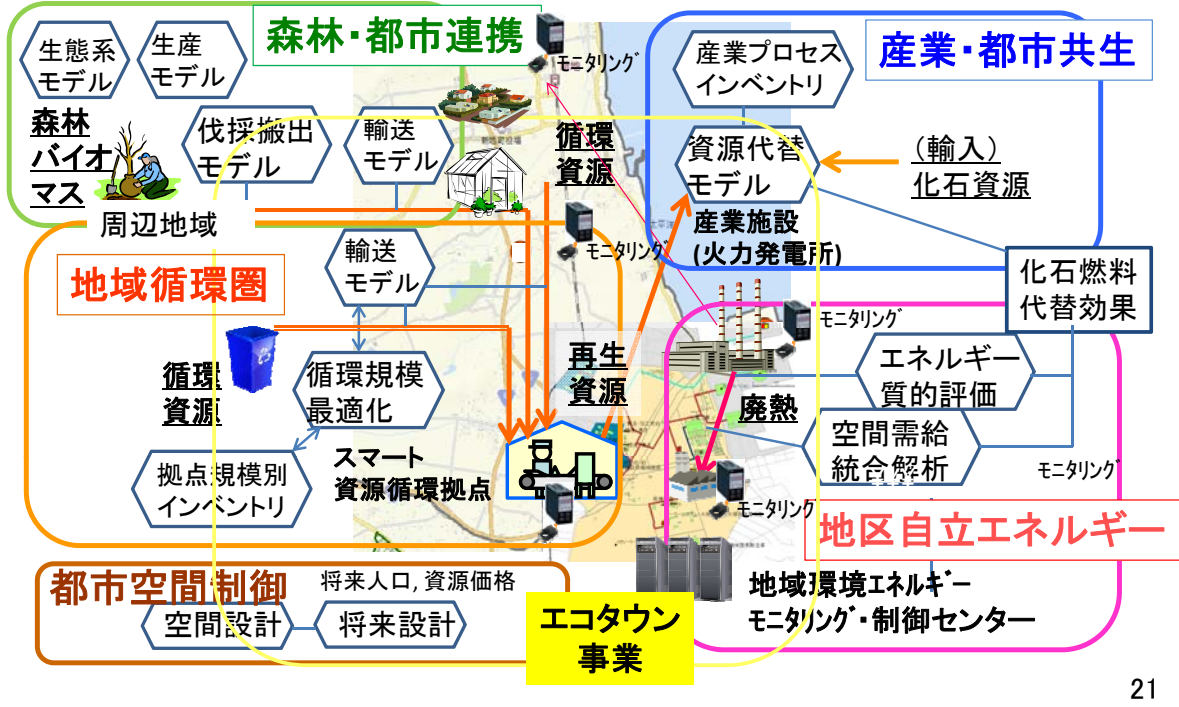 森林・都市連携
産業・都市共生
生態系
モデル
生産
モデル
モニタリング
産業プロセス
インベントリ
森林
バイオ
マス
伐採搬出
モデル
輸送
モデル
循環
資源
資源代替
モデル
(輸入)
化石資源
周辺地域
産業施設
(火力発電所)
モニタリング
地域循環圏
輸送
モデル
化石燃料
代替効果
モニタリング
循環
資源
循環規模
最適化
再生
資源
エネルギー
質的評価
廃熱
空間需給
統合解析
拠点規模別
インベントリ
スマート
資源循環拠点
モニタリング
モニタリング
地区自立エネルギー
都市空間制御
将来人口, 資源価格
空間設計
将来設計
エコタウン
事業
地域環境エネルギー
モニタリング・制御センター
21